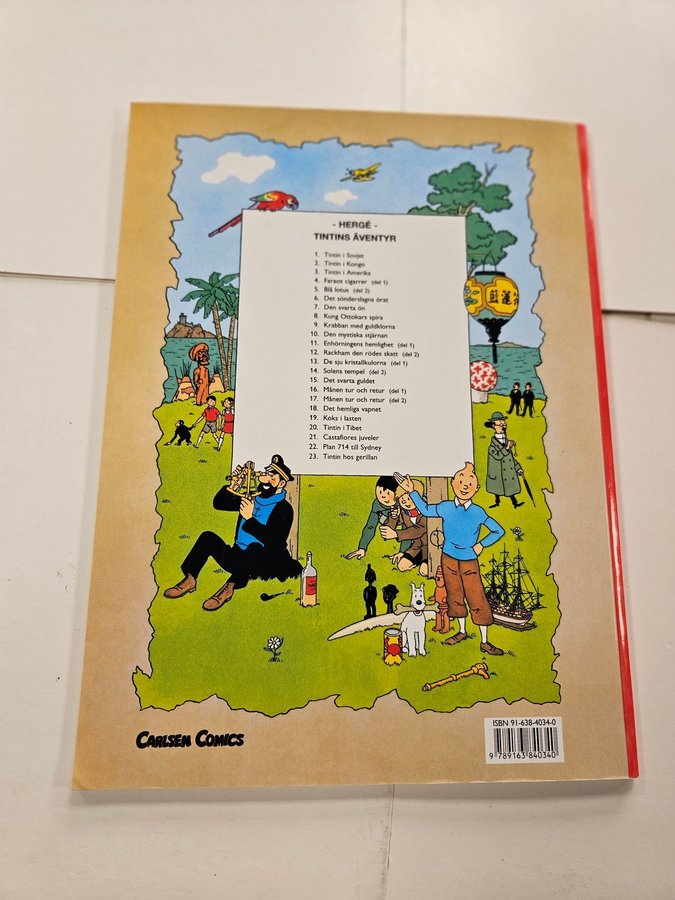 - HERGÉ -
TINTINS ÄVENTYR
1. Tintin i Sovjet
2. Tintin i Kongo
3. Tintin i Amerika
4. Faraos cigarrer (del 1)
5. Blå lotus (del 2)
6. Det sönderslagna örat
7. Den svarta ön
8. Kung Ottokars spira
9. Krabban med guldklorna
10. Den mystiska stjärnan
11. Enhörningens hemlighet (del 1)
12. Rackham den rödes skatt (del 2)
13. De sju kristallkulorna (del 1)
14. Solens tempel (del 2)
15. Det svarta guldet
16. Månen tur och retur (del 1)
17. Månen tur och retur (del 2)
18. Det hemliga vapnet
19. Koks i lasten
20. Tintin i Tibet
21. Castafiores juveler
22. Plan 714 till Sydney
23. Tintin hos gerillan
CARLSEN COMICS
ISBN 91-638-4034-0
9 789163 840340